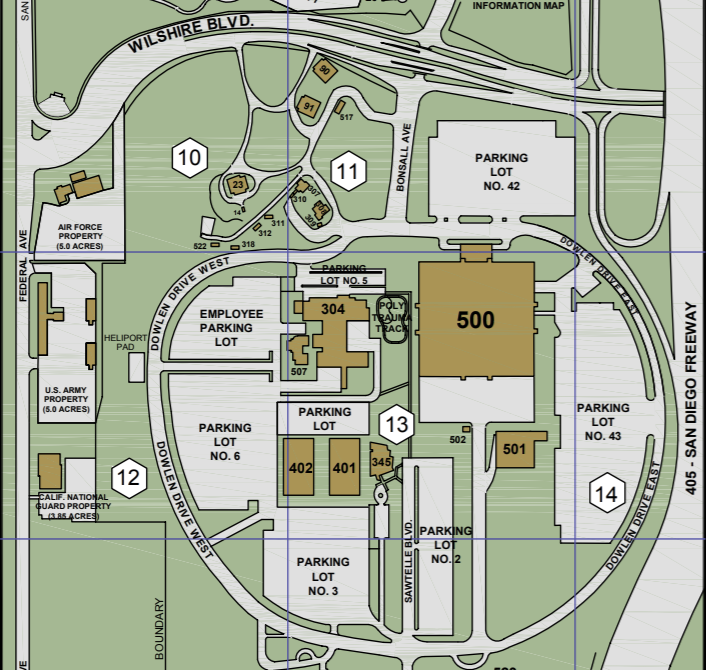 SAN
INFORMATION MAP
WILSHIRE BLVD.
90
91
517
BONSALL AVE
PARKING
LOT
NO. 42
10
11
23
14
307
310
308
309
311
312
522
318
AIR FORCE
PROPERTY
(5.0 ACRES)
FEDERAL AVE
DOWLEN DRIVE WEST
DOWLEN DRIVE EAST
PARKING
LOT NO. 5
304
POLY
TRAUMA
TRACK
500
EMPLOYEE
PARKING
LOT
HELIPORT
PAD
507
405 - SAN DIEGO FREEWAY
U.S. ARMY
PROPERTY
(5.0 ACRES)
PARKING
LOT
PARKING
LOT
NO. 6
13
502
501
PARKING
LOT
NO. 43
402
401
345
12
14
CALIF. NATIONAL
GUARD PROPERTY
(3.85 ACRES)
DOWLEN DRIVE WEST
DOWLEN DRIVE EAST
SAWTELLE BLVD.
PARKING
LOT
NO. 2
PARKING
LOT
NO. 3
BOUNDARY